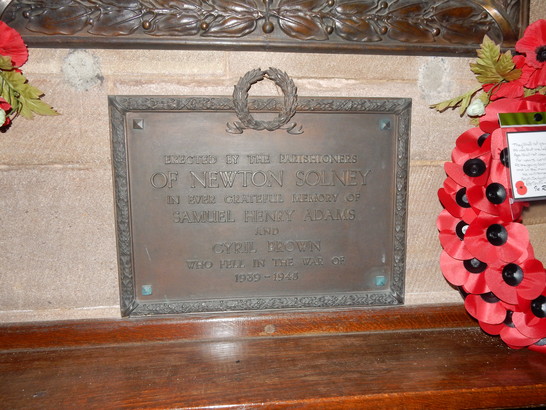 ERECTED BY THE PARISHIONERS
OF NEWTON SOLNEY
IN EVER GRATEFUL MEMORY OF
SAMUEL HENRY ADAMS
AND
CYRIL BROWN
WHO FELL IN THE WAR OF
1939-1945